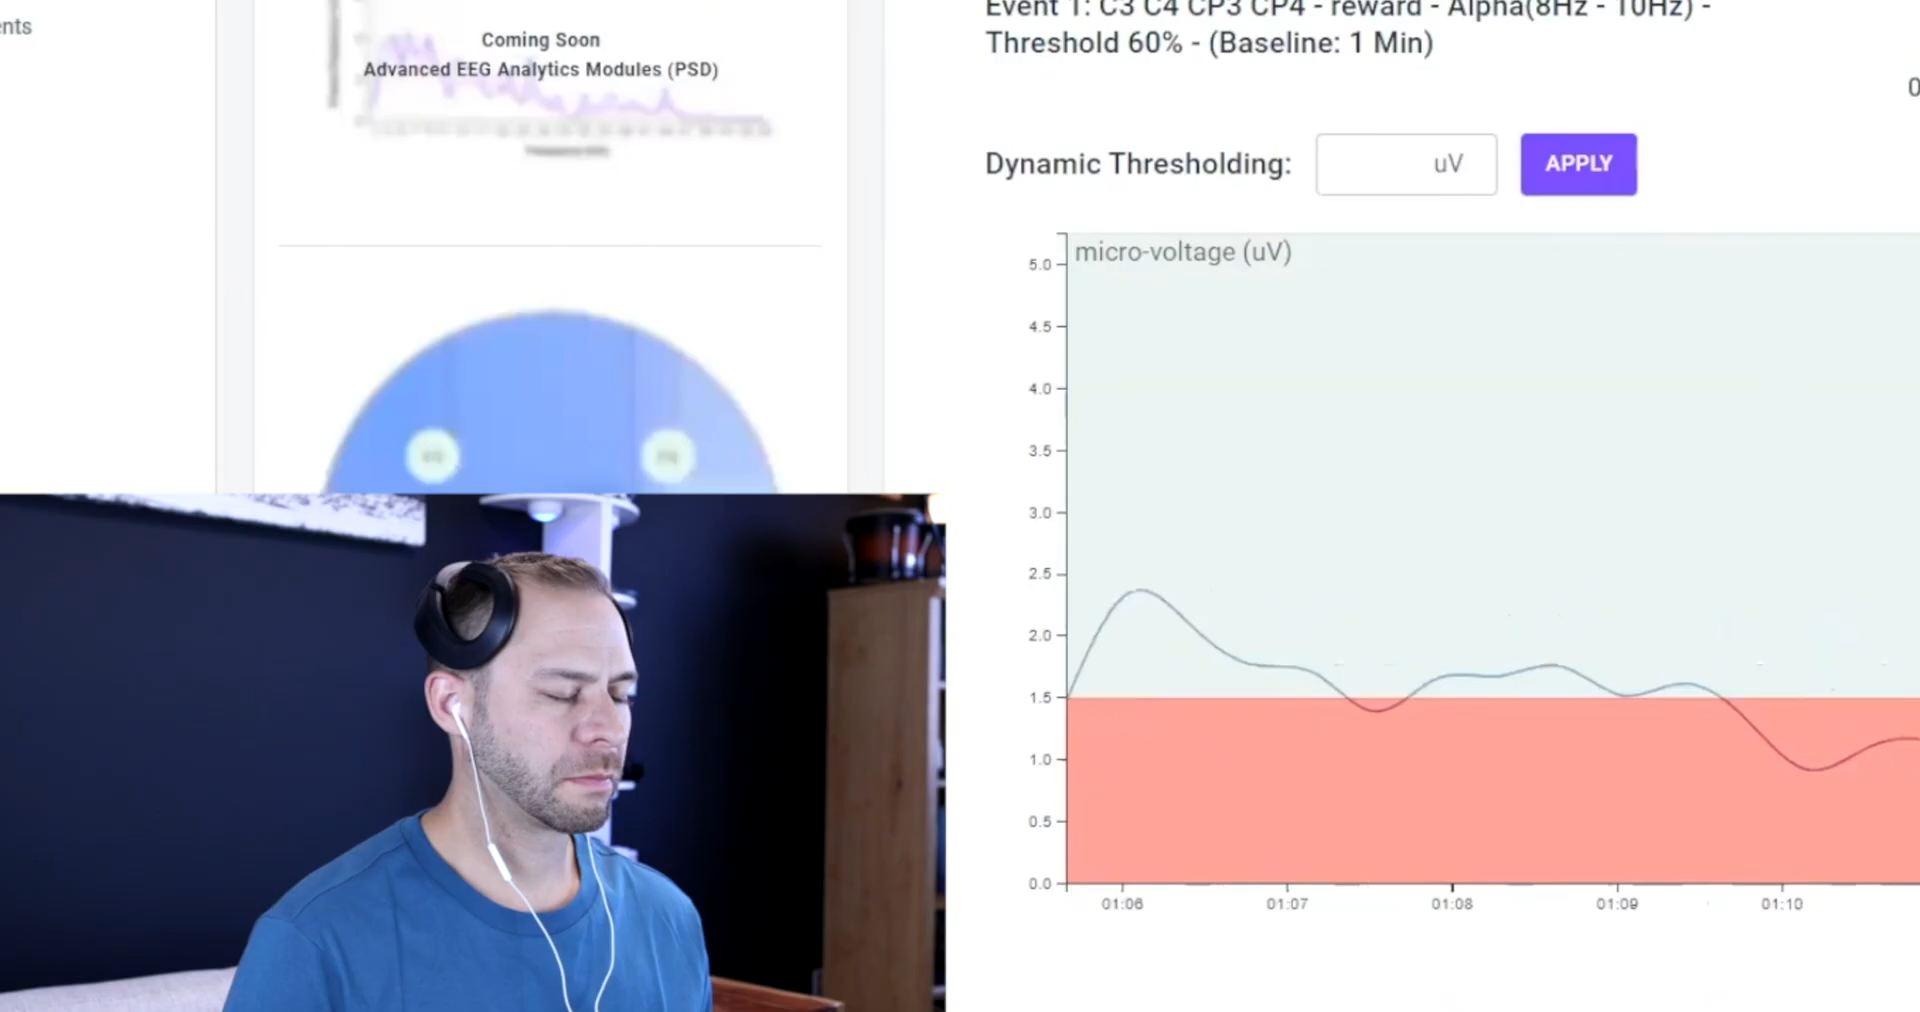 ents
Coming Soon
Advanced EEG Analytics Modules (PSD)
Event 1: C3 C4 CP3 CP4 - reward - Alpha(8Hz - 10Hz) -
Threshold 60% - (Baseline: 1 Min)
0
Dynamic Thresholding:
uV
APPLY
micro-voltage (uV)
5.0
4.5
4.0
3.5
3.0
2.5
2.0
1.5
1.0
0.5
0.0
01:06 01:07 01:08 01:09 01:10